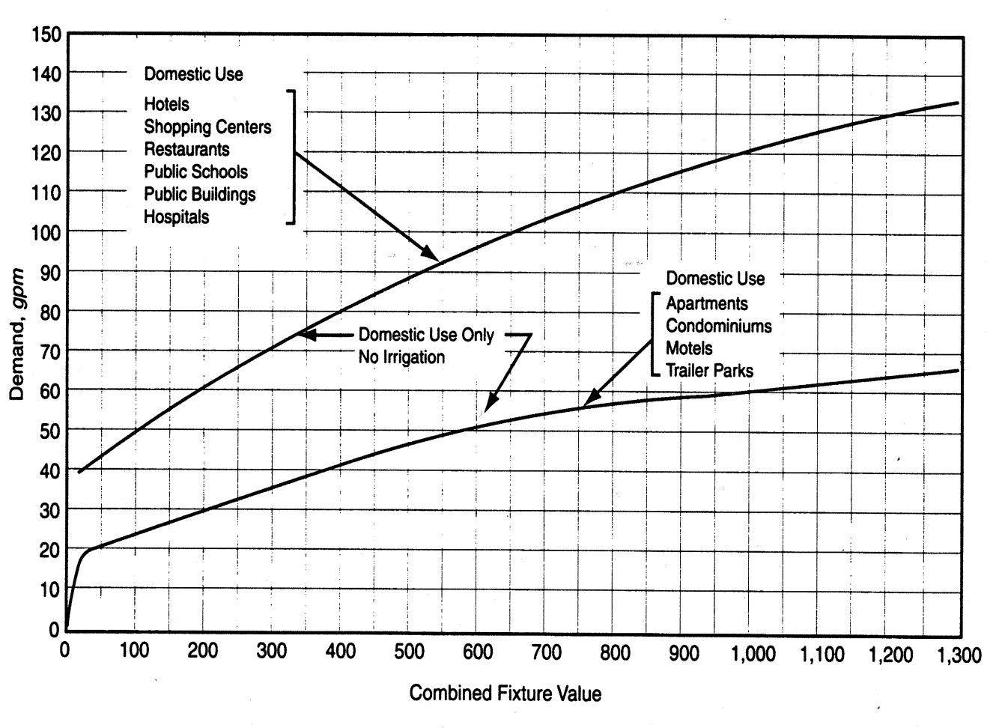 150
140
130
120
110
100
90
80
70
60
50
40
30
20
10
0
Demand, gpm
Domestic Use
Hotels
Shopping Centers
Restaurants
Public Schools
Public Buildings
Hospitals
Domestic Use Only
No Irrigation
Domestic Use
Apartments
Condominiums
Motels
Trailer Parks
0 100 200 300 400 500 600 700 800 900 1,000 1,100 1,200 1,300
Combined Fixture Value